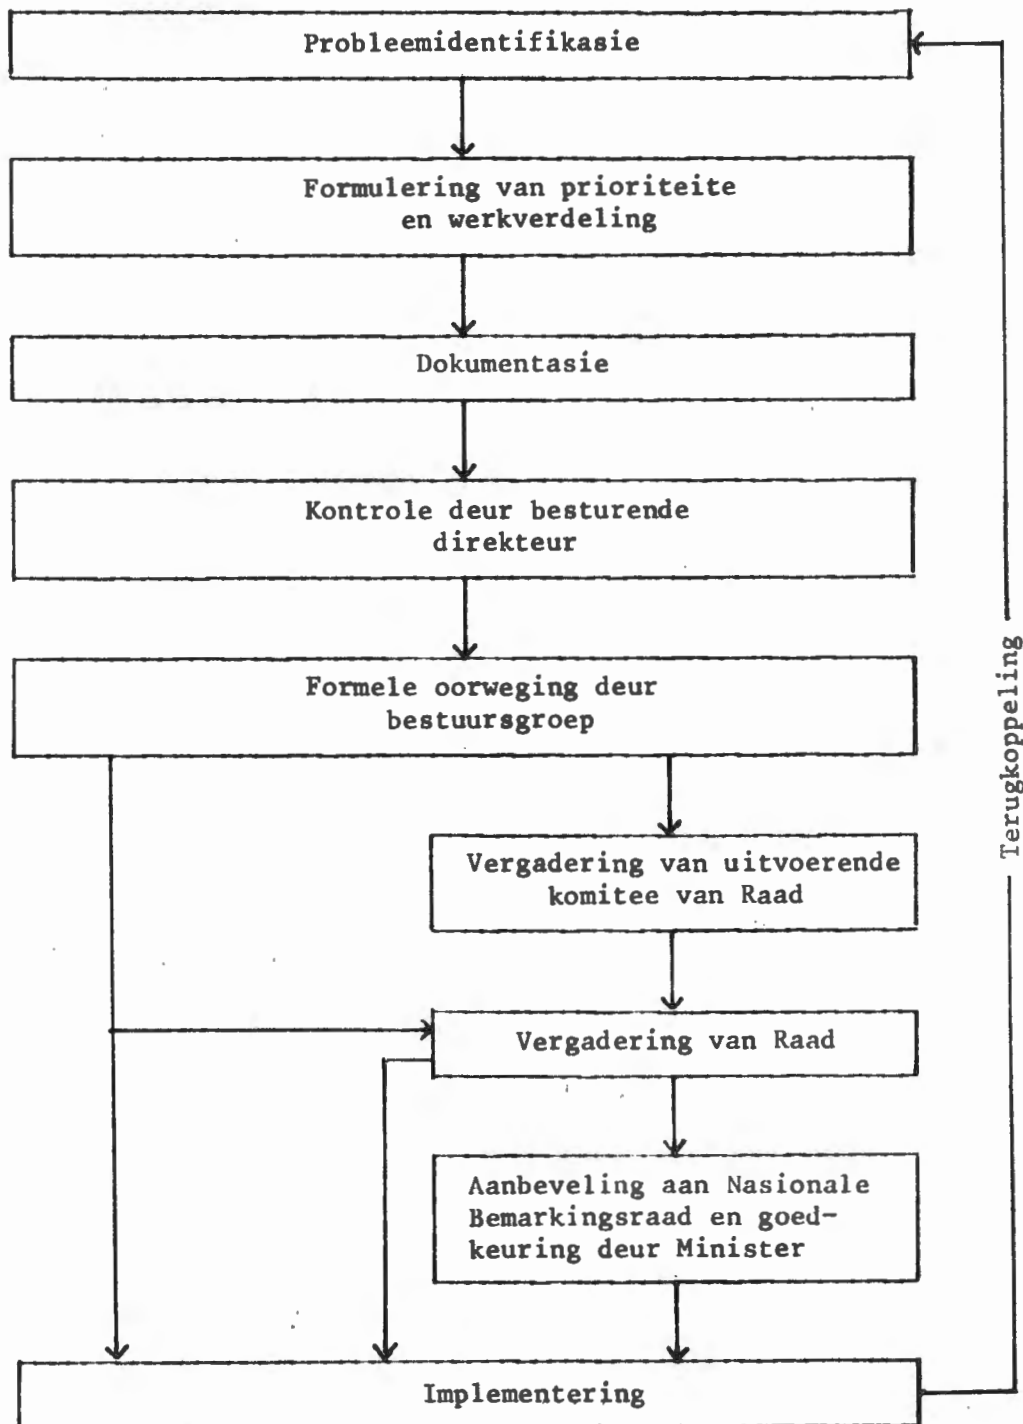 Probleemidentifikasie
Formulering van prioriteite
en werkverdeling
Dokumentasie
Kontrole deur besturende
direkteur
Formele oorweging deur
bestuursgroep
Vergadering van uitvoerende
komitee van Raad
Vergadering van Raad
Aanbeveling aan Nasionale
Bemarkingsraad en goed-
keuring deur Minister
Implementering
Terugkoppeling